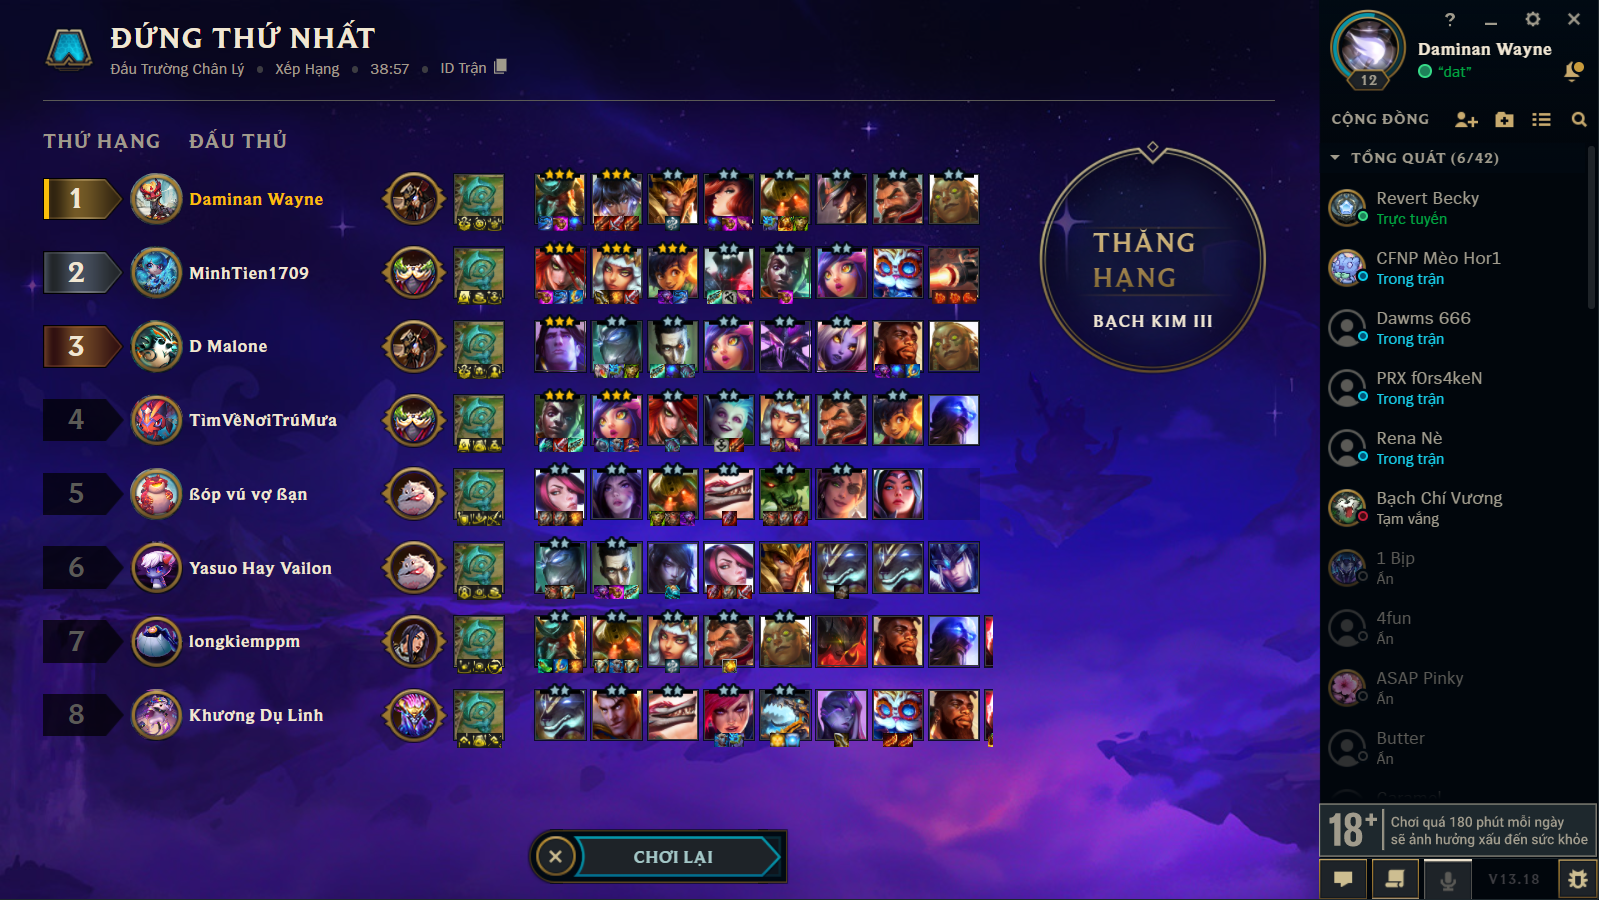 ĐỨNG THỨ NHẤT
Đấu Trường Chân Lý • Xếp Hạng • 38:57 • ID Trận
THỨ HẠNG ĐẤU THỦ
1 Daminan Wayne
2 MinhTien1709
3 D Malone
4 TìmVềNơiTrúMưa
5 ßóp vú vợ ßạn
6 Yasuo Hay Vailon
7 longkiemppm
8 Khương Dụ Linh
THĂNG
HẠNG
BẠCH KIM III
CHƠI LẠI
Daminan Wayne
12
"dat"
CỘNG ĐỒNG
TỔNG QUÁT (6/42)
Revert Becky
Trực tuyến
CFNP Mèo Hor1
Trong trận
Dawms 666
Trong trận
PRX f0rs4keN
Trong trận
Rena Nè
Trong trận
Bạch Chí Vương
Tạm vắng
1 Bịp
Ẩn
4fun
Ẩn
ASAP Pinky
Ẩn
Butter
Ẩn
Caramel
18+ Chơi quá 180 phút mỗi ngày
sẽ ảnh hưởng xấu đến sức khỏe
V13.18